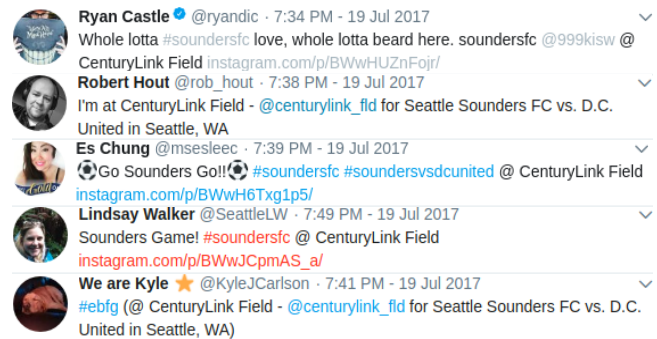 Ryan Castle @ryandic · 7:34 PM - 19 Jul 2017
Whole lotta #soundersfc love, whole lotta beard here. soundersfc @999kisw @
CenturyLink Field instagram.com/p/BWwHUZnFojr/
Robert Hout @rob_hout · 7:38 PM - 19 Jul 2017
I'm at CenturyLink Field - @centurylink_fld for Seattle Sounders FC vs. D.C.
United in Seattle, WA
Es Chung @msesleec · 7:39 PM - 19 Jul 2017
⚽Go Sounders Go!!⚽ #soundersfc #soundersvsdcunited @ CenturyLink Field
instagram.com/p/BWwH6Txg1p5/
Lindsay Walker @SeattleLW · 7:49 PM - 19 Jul 2017
Sounders Game! #soundersfc @ CenturyLink Field
instagram.com/p/BWwJCpmAS_a/
We are Kyle ⭐ @KyleJCarlson · 7:41 PM - 19 Jul 2017
#ebfg (@ CenturyLink Field - @centurylink_fld for Seattle Sounders FC vs. D.C.
United in Seattle, WA)